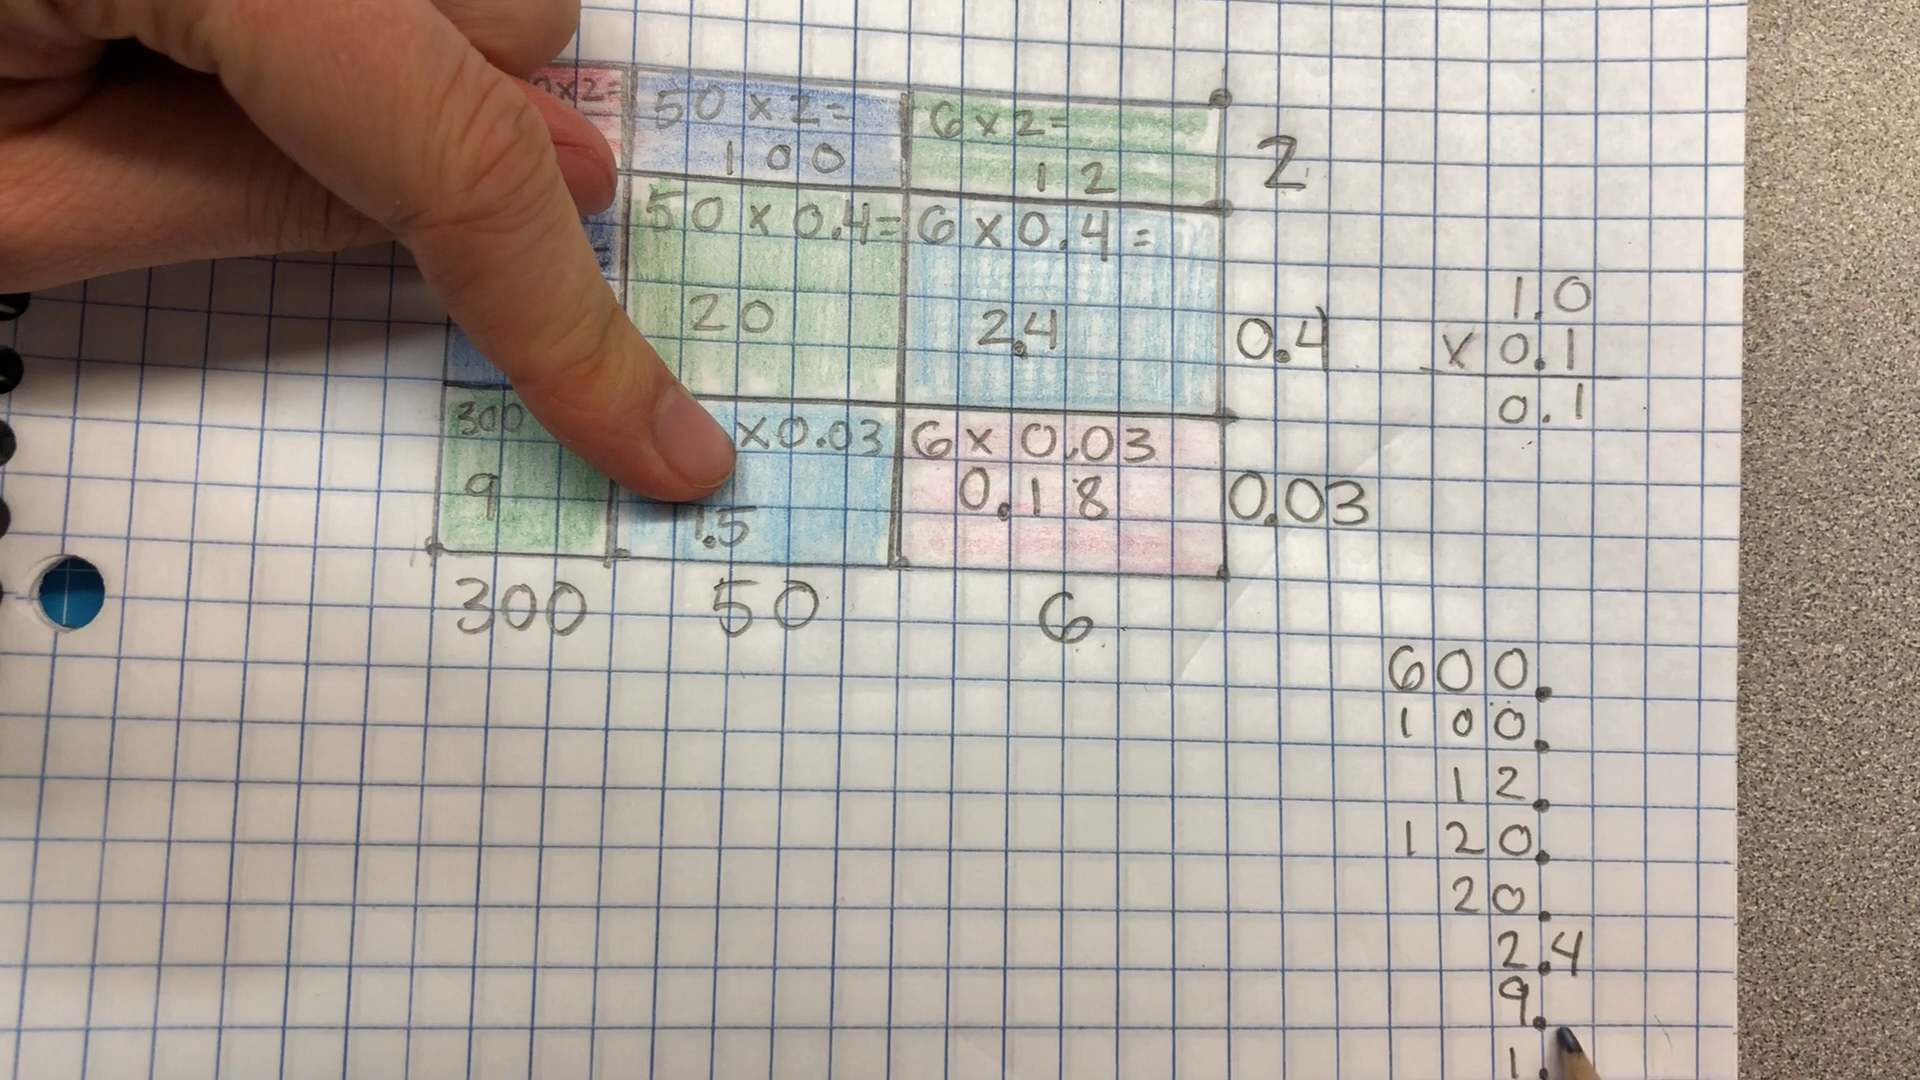 x2= 50 x 2= 6 x 2=
100 12 2
50 x 0.4= 6 x 0.4 =
=
20 2.4 0.4
1.0
x 0.1
0.1
300 x0.03 6 x 0.03
9 1.5 0.18 0.03
300 50 6
600.
100.
12.
120.
20.
2.4
9.
1.